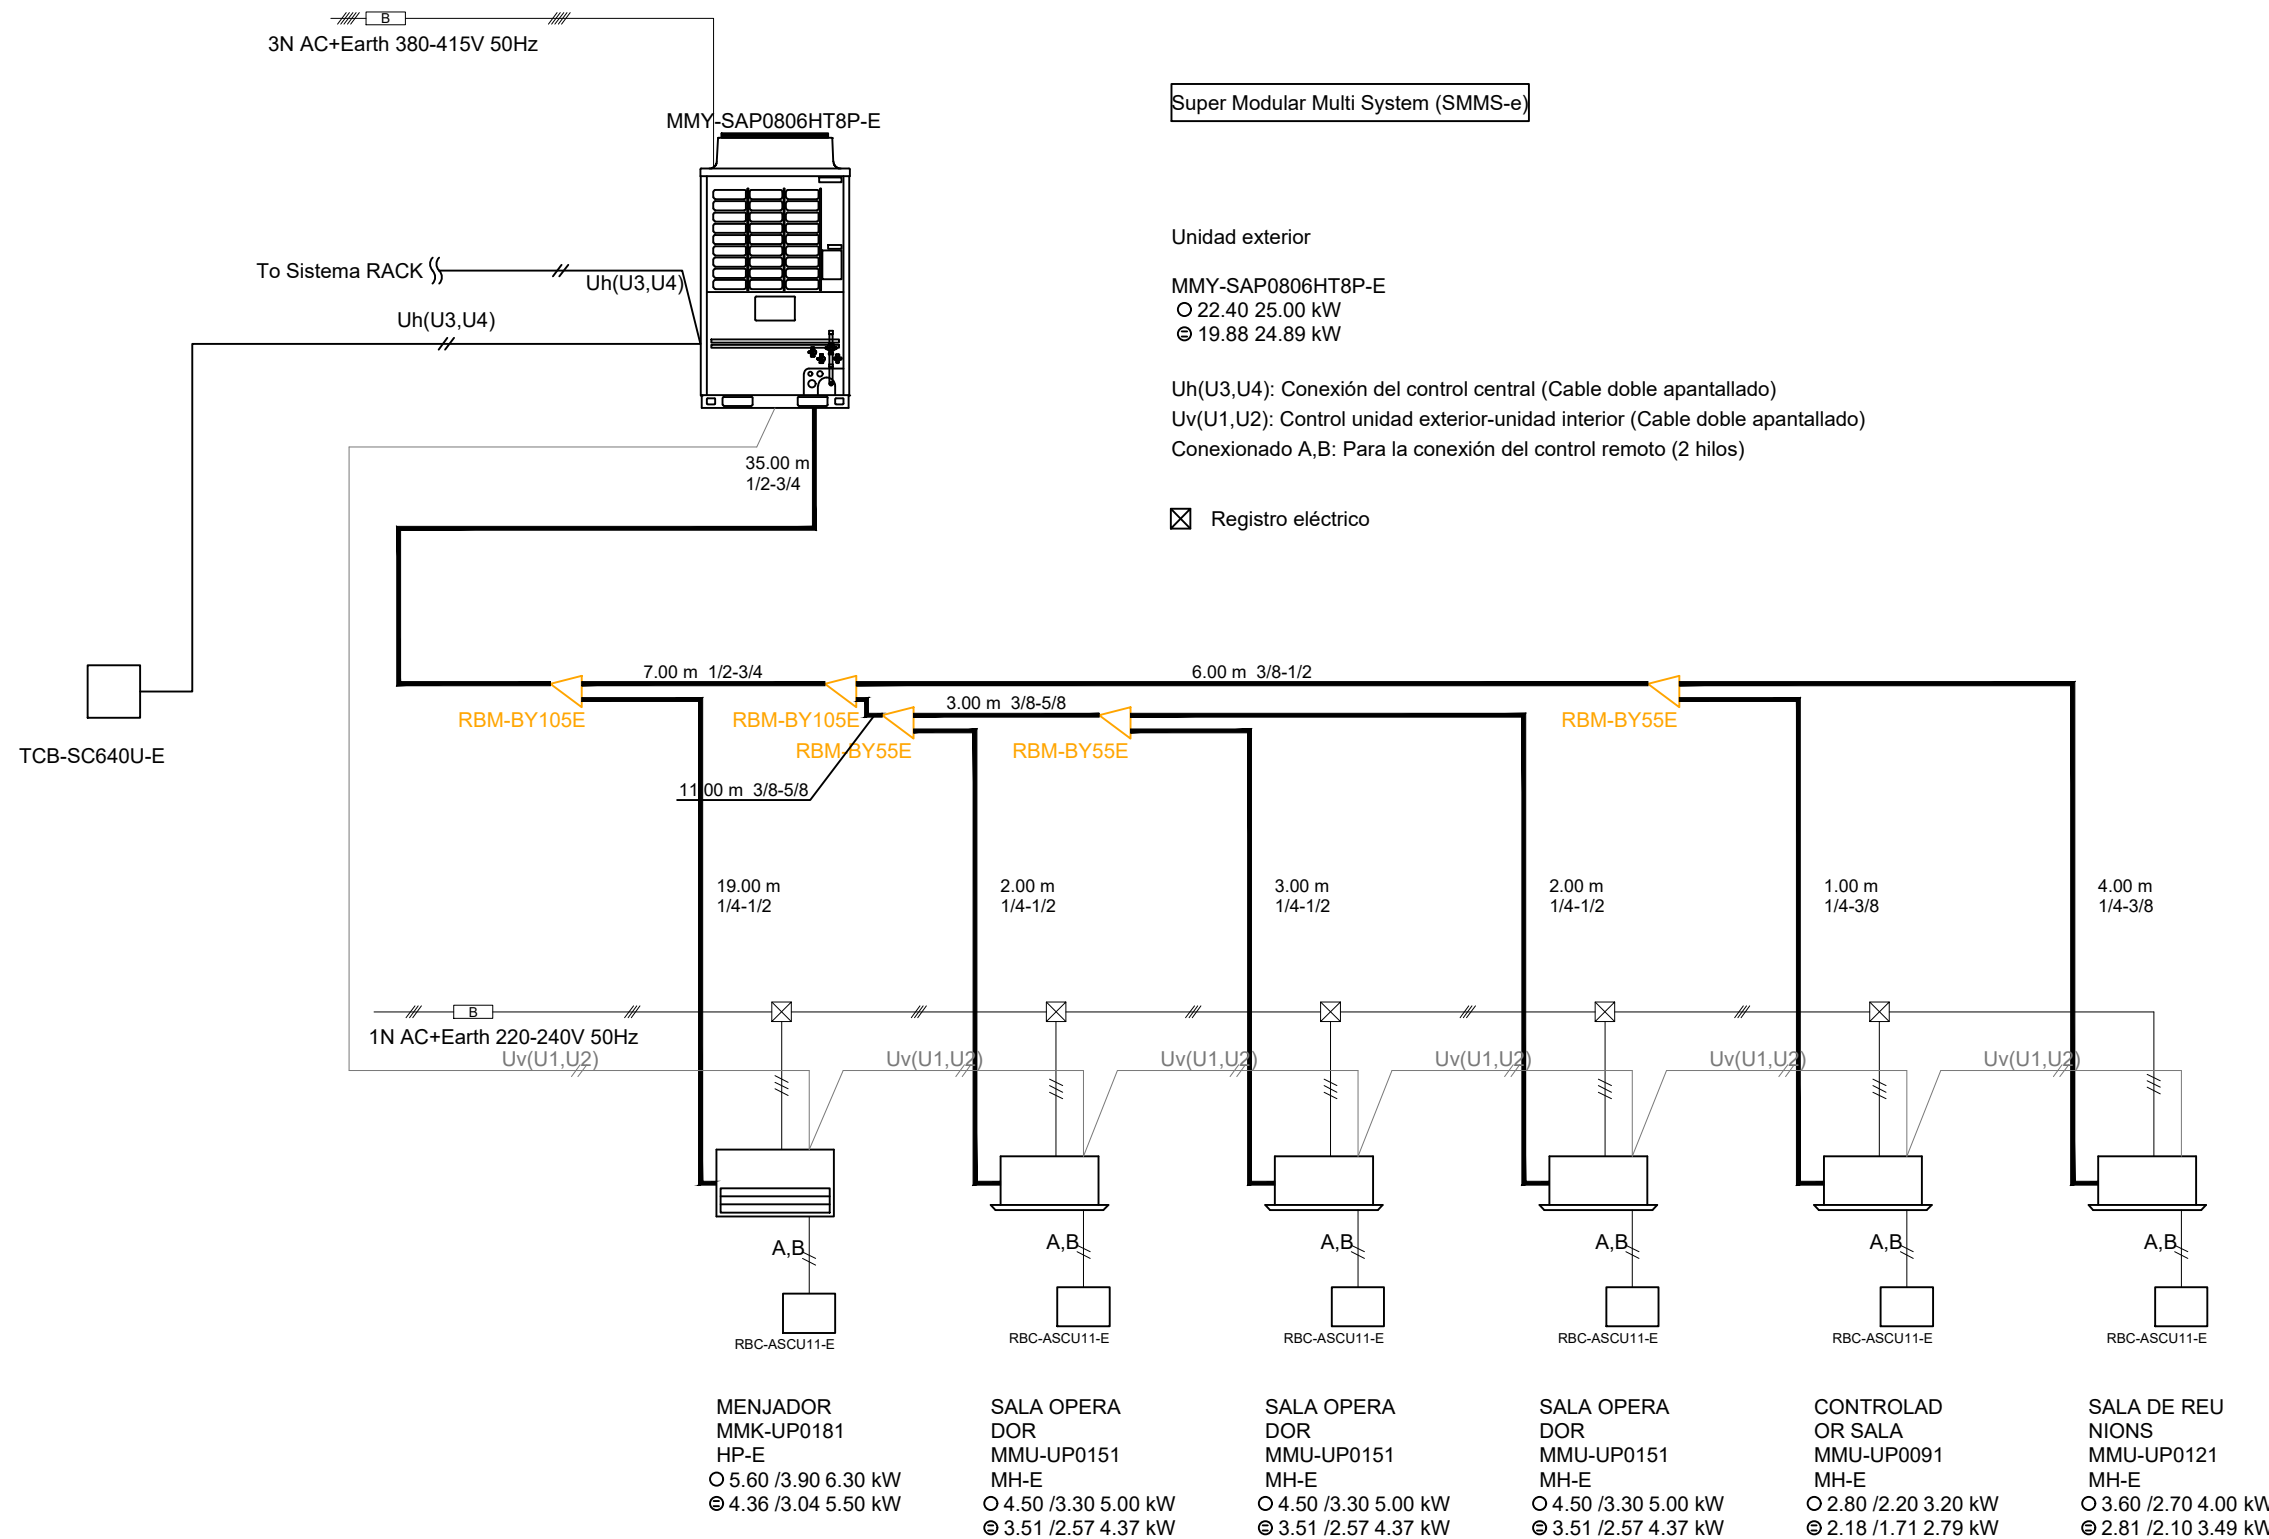 B
3N AC+Earth 380-415V 50Hz
MMY-SAP0806HT8P-E
Super Modular Multi System (SMMS-e)
Unidad exterior
To Sistema RACK
Uh(U3,U4)
MMY-SAP0806HT8P-E
22.40 25.00 kW
19.88 24.89 kW
Uh(U3,U4)
Uh(U3,U4): Conexión del control central (Cable doble apantallado)
Uv(U1,U2): Control unidad exterior-unidad interior (Cable doble apantallado)
Conexionado A,B: Para la conexión del control remoto (2 hilos)
35.00 m
1/2-3/4
Registro eléctrico
7.00 m 1/2-3/4
6.00 m 3/8-1/2
3.00 m 3/8-5/8
RBM-BY105E
RBM-BY105E
RBM-BY55E
RBM-BY55E
RBM-BY55E
TCB-SC640U-E
11.00 m 3/8-5/8
19.00 m
1/4-1/2
2.00 m
1/4-1/2
3.00 m
1/4-1/2
2.00 m
1/4-1/2
1.00 m
1/4-3/8
4.00 m
1/4-3/8
B
1N AC+Earth 220-240V 50Hz
Uv(U1,U2)
Uv(U1,U2)
Uv(U1,U2)
Uv(U1,U2)
Uv(U1,U2)
Uv(U1,U2)
A,B
A,B
A,B
A,B
A,B
A,B
RBC-ASCU11-E
RBC-ASCU11-E
RBC-ASCU11-E
RBC-ASCU11-E
RBC-ASCU11-E
RBC-ASCU11-E
MENJADOR
MMK-UP0181
HP-E
5.60 /3.90 6.30 kW
4.36 /3.04 5.50 kW
SALA OPERA
DOR
MMU-UP0151
MH-E
4.50 /3.30 5.00 kW
3.51 /2.57 4.37 kW
SALA OPERA
DOR
MMU-UP0151
MH-E
4.50 /3.30 5.00 kW
3.51 /2.57 4.37 kW
SALA OPERA
DOR
MMU-UP0151
MH-E
4.50 /3.30 5.00 kW
3.51 /2.57 4.37 kW
CONTROLAD
OR SALA
MMU-UP0091
MH-E
2.80 /2.20 3.20 kW
2.18 /1.71 2.79 kW
SALA DE REU
NIONS
MMU-UP0121
MH-E
3.60 /2.70 4.00 kW
2.81 /2.10 3.49 kW